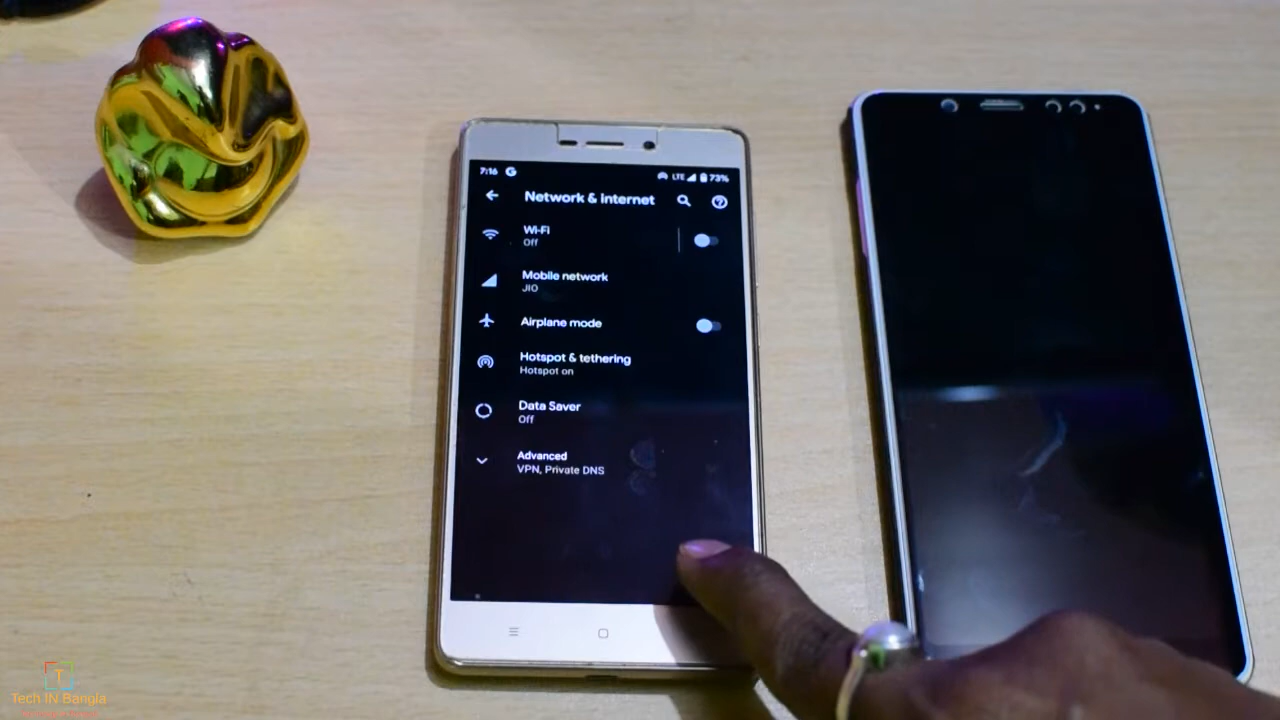 7:16 G LTE 73%
Network & internet
Wi-Fi
Off
Mobile network
JIO
Airplane mode
Hotspot & tethering
Hotspot on
Data Saver
Off
Advanced
VPN, Private DNS
T
Tech IN Bangla